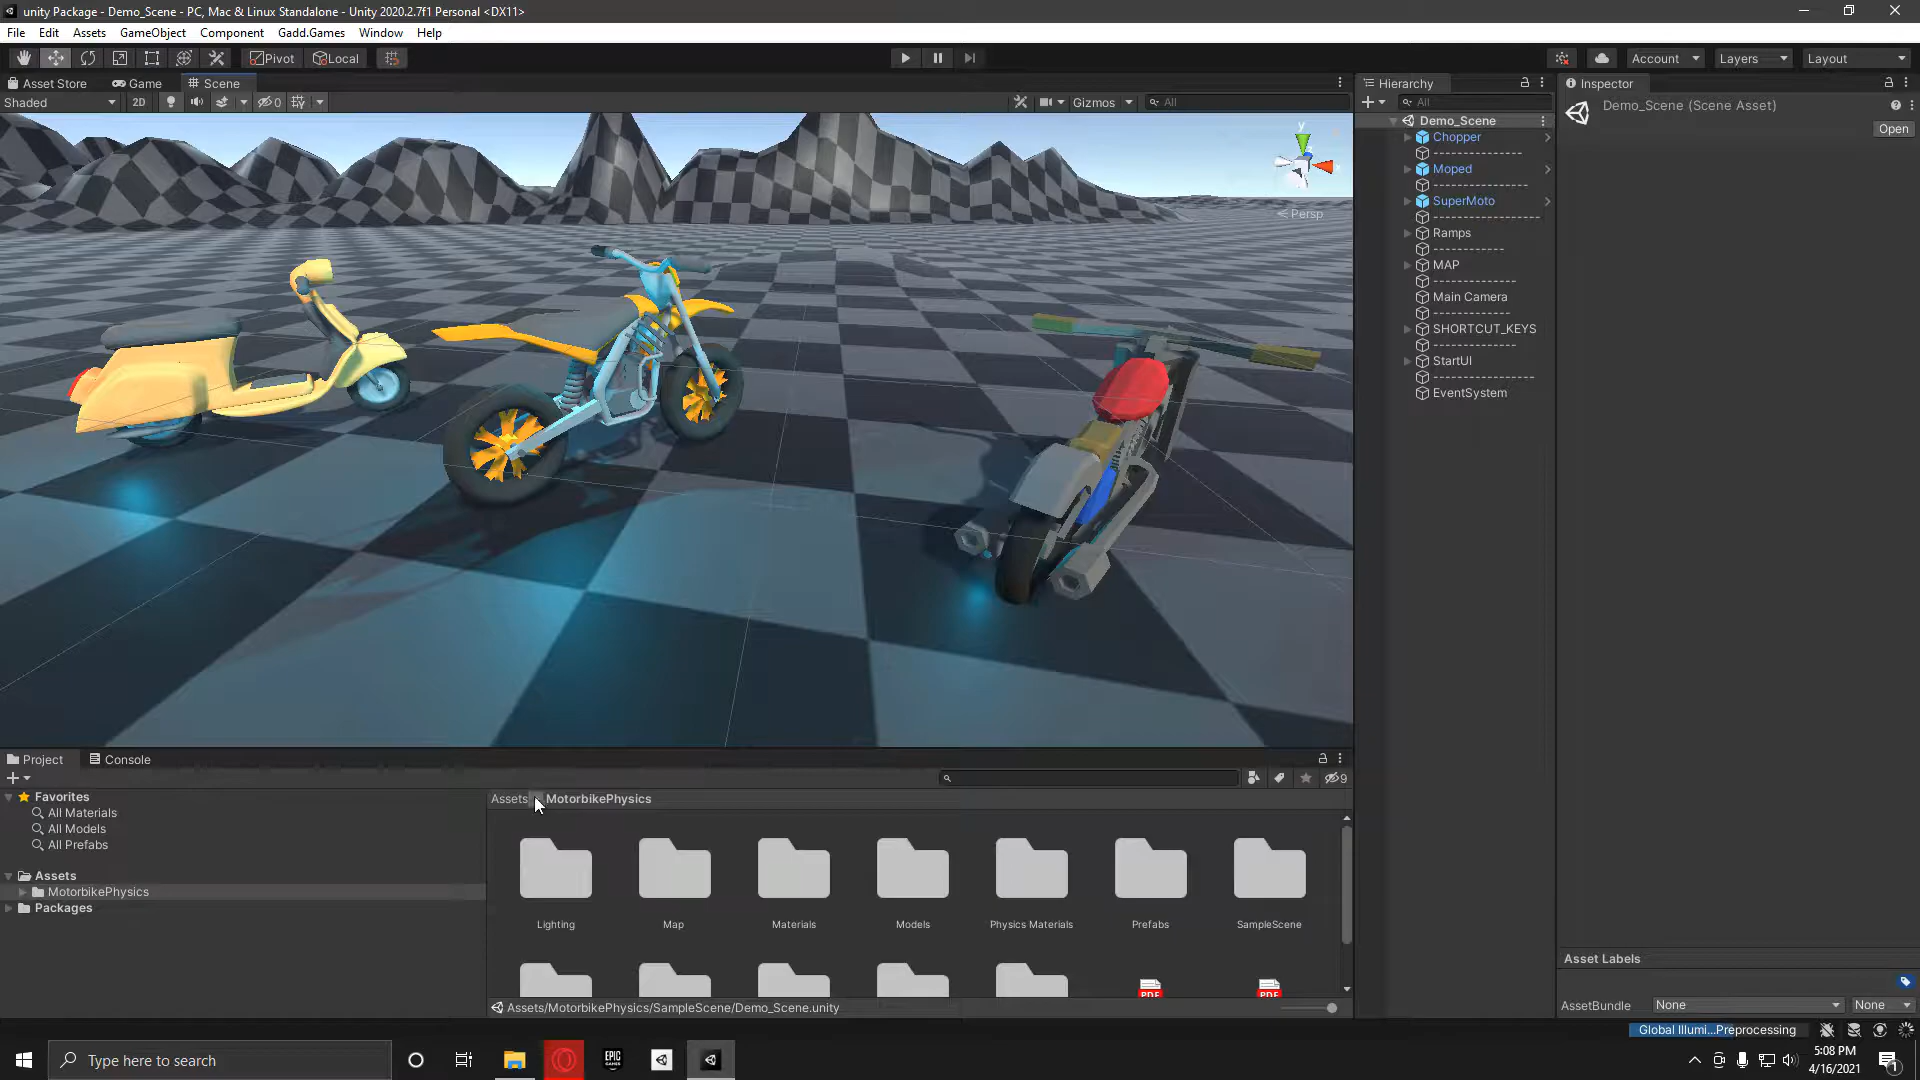 unity Package - Demo_Scene - PC, Mac & Linux Standalone - Unity 2020.2.7f1 Personal <DX11>
File Edit Assets GameObject Component Gadd.Games Window Help
Pivot Local Account Layers Layout
Asset Store Game Scene
Shaded 2D 0 Gizmos All
y
Persp
Hierarchy
All
Demo_Scene
Chopper
----------------
Moped
-----------------
SuperMoto
-------------------
Ramps
-------------
MAP
---------------
Main Camera
--------------
SHORTCUT_KEYS
---------------
StartUI
------------------
EventSystem
Inspector
Demo_Scene (Scene Asset)
Open
Project Console
9
Favorites
All Materials
All Models
All Prefabs
Assets
MotorbikePhysics
Packages
Assets MotorbikePhysics
Lighting Map Materials Models Physics Materials Prefabs SampleScene
PDF PDF
Assets/MotorbikePhysics/SampleScene/Demo_Scene.unity
Asset Labels
AssetBundle None None
Global Illumi...Preprocessing
Type here to search
EPIC GAMES
5:08 PM
4/16/2021
1